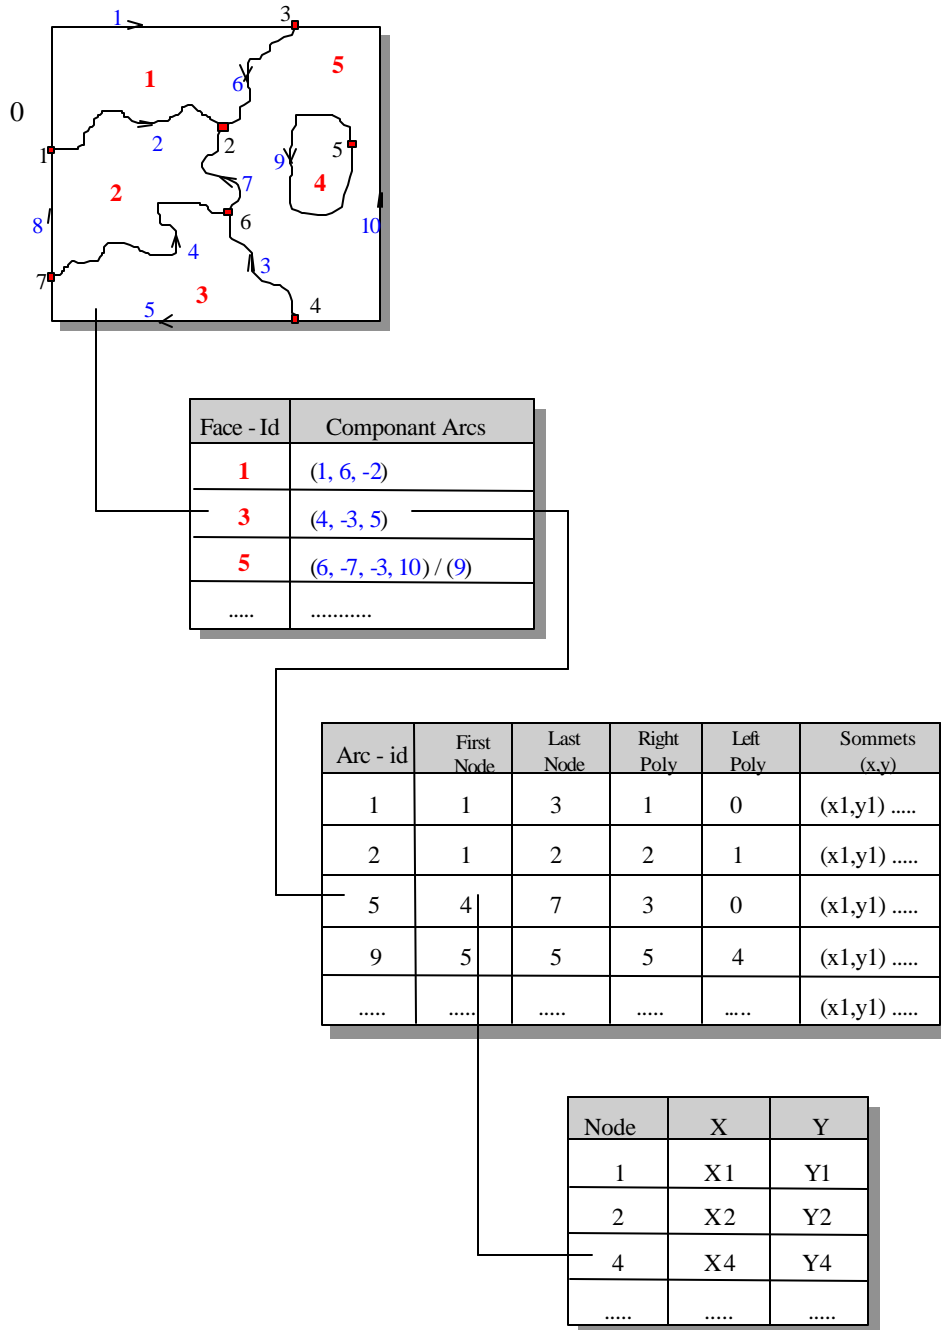 1
3
5
1
6
0
2
1
2
9
5
2
7
4
8
6
10
4
3
7
3
5
4
Face - Id Componant Arcs
1 (1, 6, -2)
3 (4, -3, 5)
5 (6, -7, -3, 10) / (9)
..... ...........
Arc - id First Node Last Node Right Poly Left Poly Sommets (x,y)
1 1 3 1 0 (x1,y1) .....
2 1 2 2 1 (x1,y1) .....
5 4 7 3 0 (x1,y1) .....
9 5 5 5 4 (x1,y1) .....
..... ..... ..... ..... ..... (x1,y1) .....
Node X Y
1 X1 Y1
2 X2 Y2
4 X4 Y4
..... ..... .....